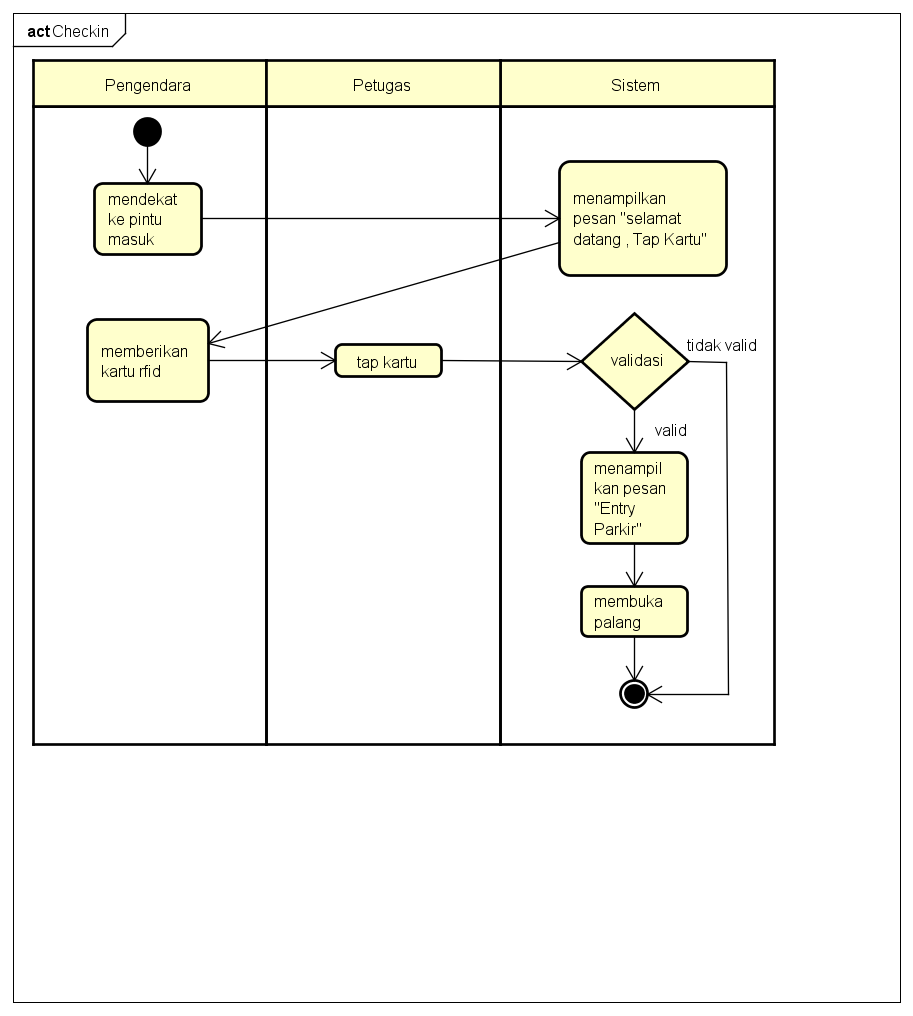 act Checkin
Pengendara
Petugas
Sistem
mendekat
ke pintu
masuk
menampilkan
pesan "selamat
datang , Tap Kartu"
memberikan
kartu rfid
tap kartu
validasi
tidak valid
valid
menampil
kan pesan
"Entry
Parkir"
membuka
palang